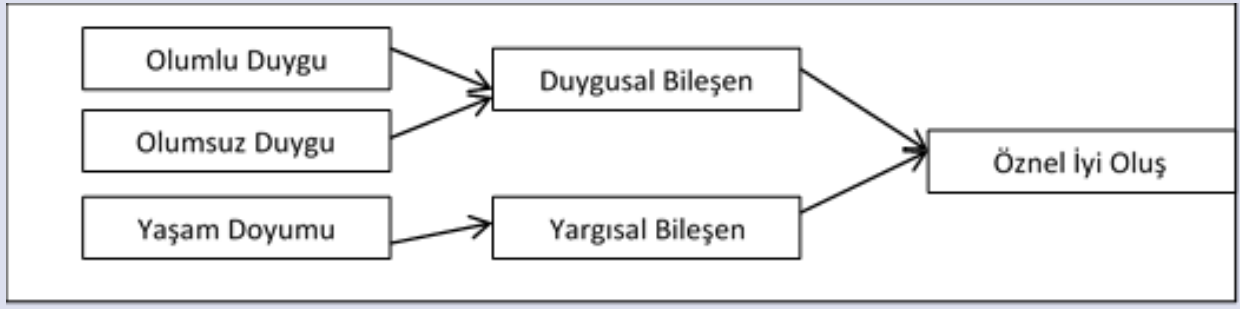 Olumlu Duygu
Olumsuz Duygu
Yaşam Doyumu
Duygusal Bileşen
Yargısal Bileşen
Öznel İyi Oluş